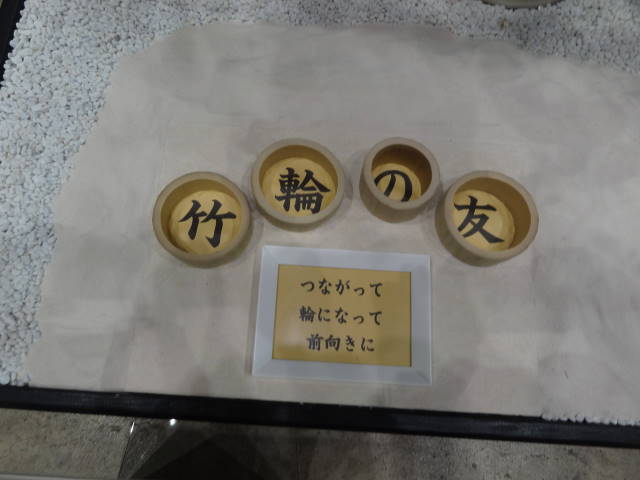 竹輪の友
つながって
輪になって
前向きに